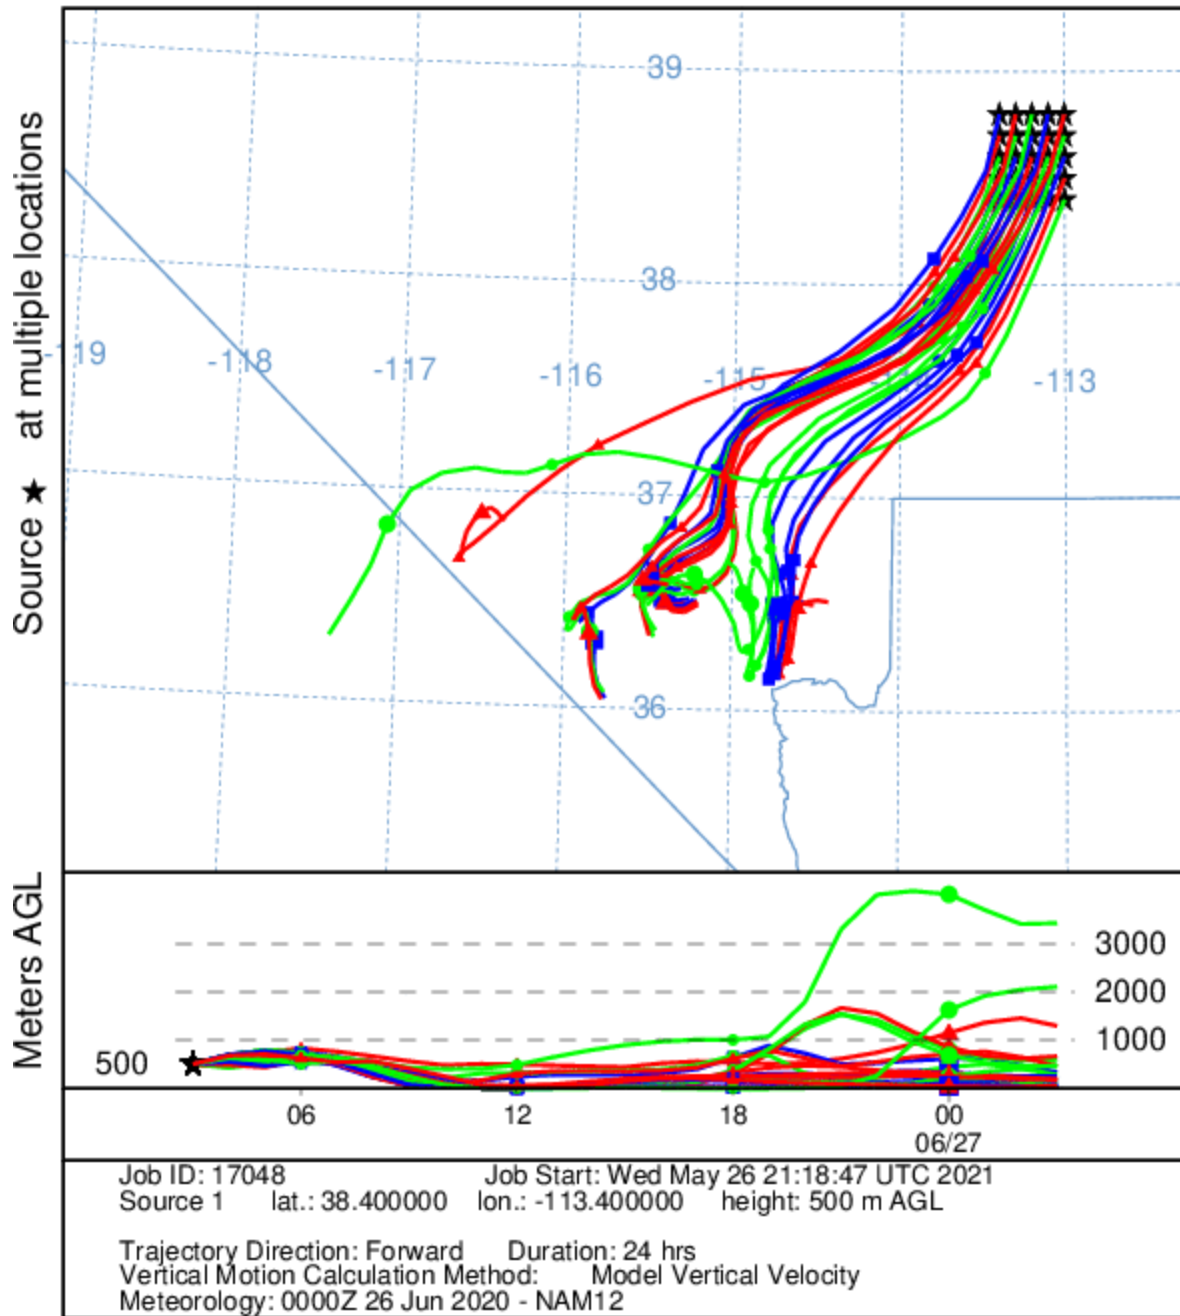 Source ★ at multiple locations
39
38
-119
-118
-117
-116
-115
-113
37
36
Meters AGL
3000
2000
1000
500
06
12
18
00
06/27
Job ID: 17048 Job Start: Wed May 26 21:18:47 UTC 2021
Source 1 lat.: 38.400000 lon.: -113.400000 height: 500 m AGL
Trajectory Direction: Forward Duration: 24 hrs
Vertical Motion Calculation Method: Model Vertical Velocity
Meteorology: 0000Z 26 Jun 2020 - NAM12